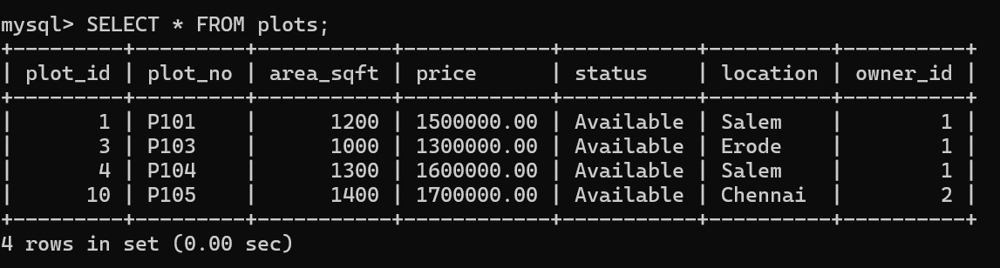 mysql> SELECT * FROM plots;
+---------+---------+-----------+------------+-----------+----------+----------+
| plot_id | plot_no | area_sqft | price      | status    | location | owner_id |
+---------+---------+-----------+------------+-----------+----------+----------+
|       1 | P101    |      1200 | 1500000.00 | Available | Salem    |        1 |
|       3 | P103    |      1000 | 1300000.00 | Available | Erode    |        1 |
|       4 | P104    |      1300 | 1600000.00 | Available | Salem    |        1 |
|      10 | P105    |      1400 | 1700000.00 | Available | Chennai  |        2 |
+---------+---------+-----------+------------+-----------+----------+----------+
4 rows in set (0.00 sec)